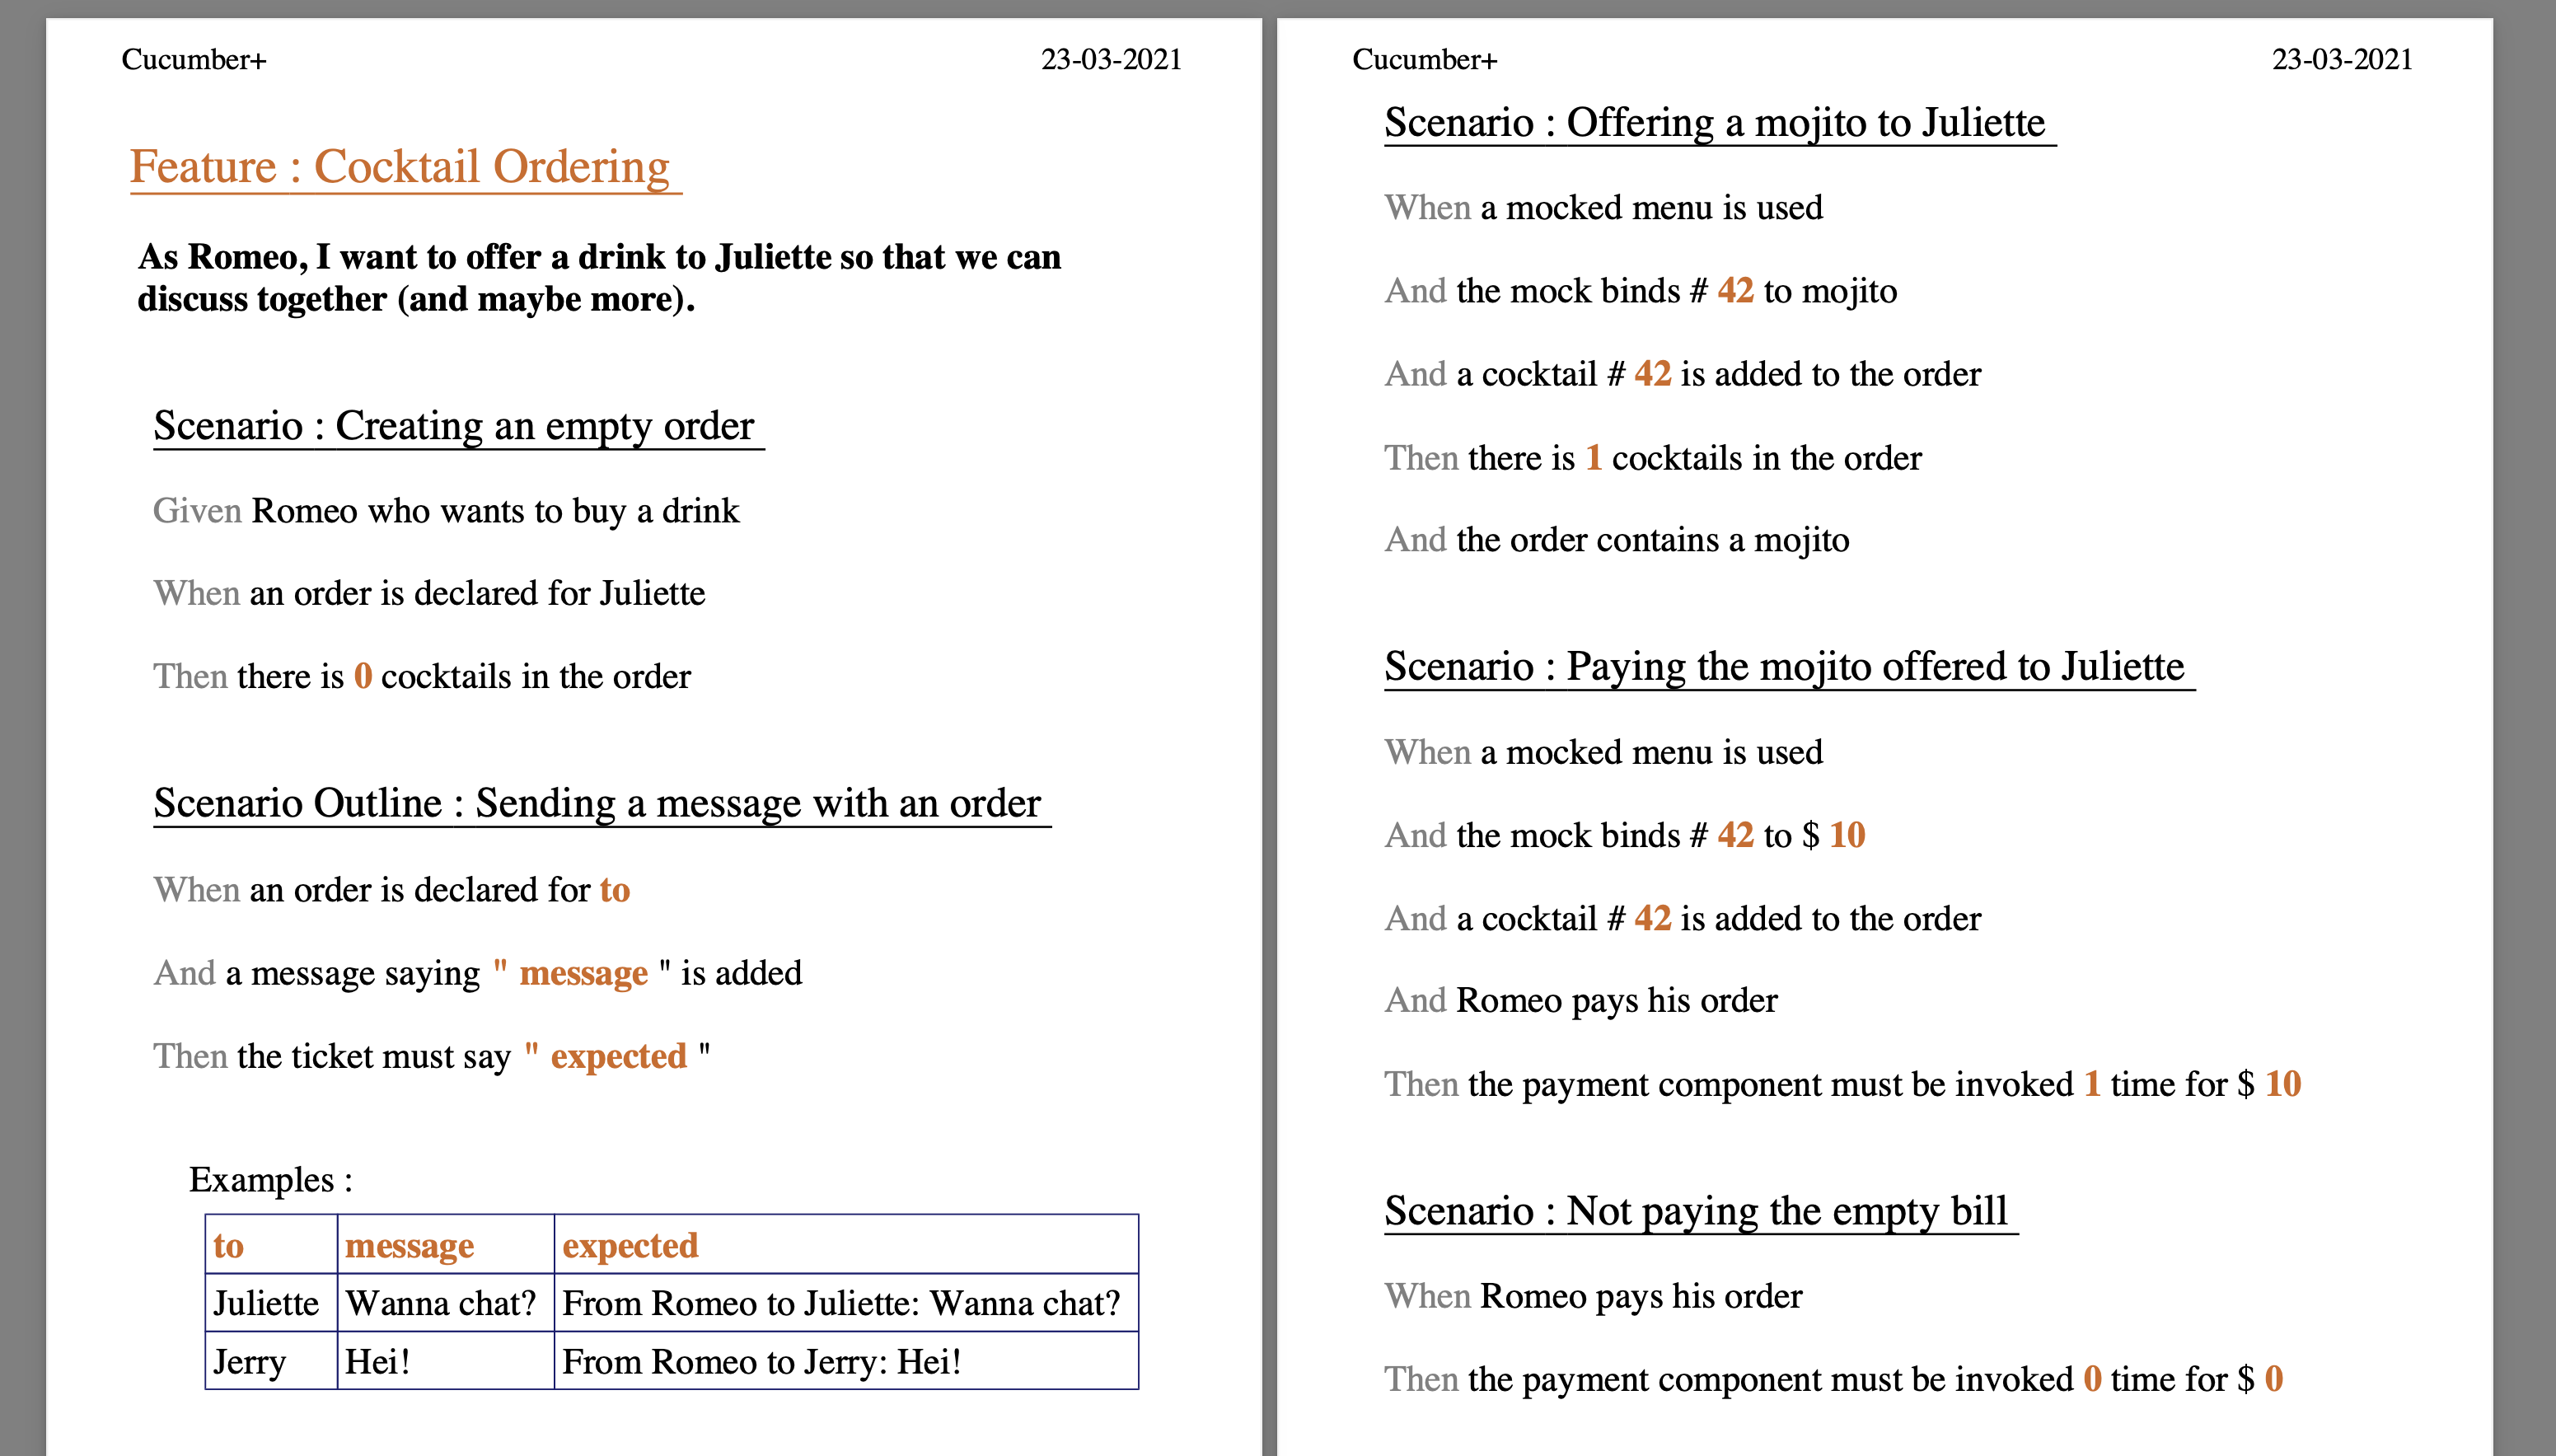 Cucumber+ 23-03-2021
Feature : Cocktail Ordering
As Romeo, I want to offer a drink to Juliette so that we can
discuss together (and maybe more).
Scenario : Creating an empty order
Given Romeo who wants to buy a drink
When an order is declared for Juliette
Then there is 0 cocktails in the order
Scenario Outline : Sending a message with an order
When an order is declared for to
And a message saying " message " is added
Then the ticket must say " expected "
Examples :
to message expected
Juliette Wanna chat? From Romeo to Juliette: Wanna chat?
Jerry Hei! From Romeo to Jerry: Hei!
Cucumber+ 23-03-2021
Scenario : Offering a mojito to Juliette
When a mocked menu is used
And the mock binds # 42 to mojito
And a cocktail # 42 is added to the order
Then there is 1 cocktails in the order
And the order contains a mojito
Scenario : Paying the mojito offered to Juliette
When a mocked menu is used
And the mock binds # 42 to $ 10
And a cocktail # 42 is added to the order
And Romeo pays his order
Then the payment component must be invoked 1 time for $ 10
Scenario : Not paying the empty bill
When Romeo pays his order
Then the payment component must be invoked 0 time for $ 0